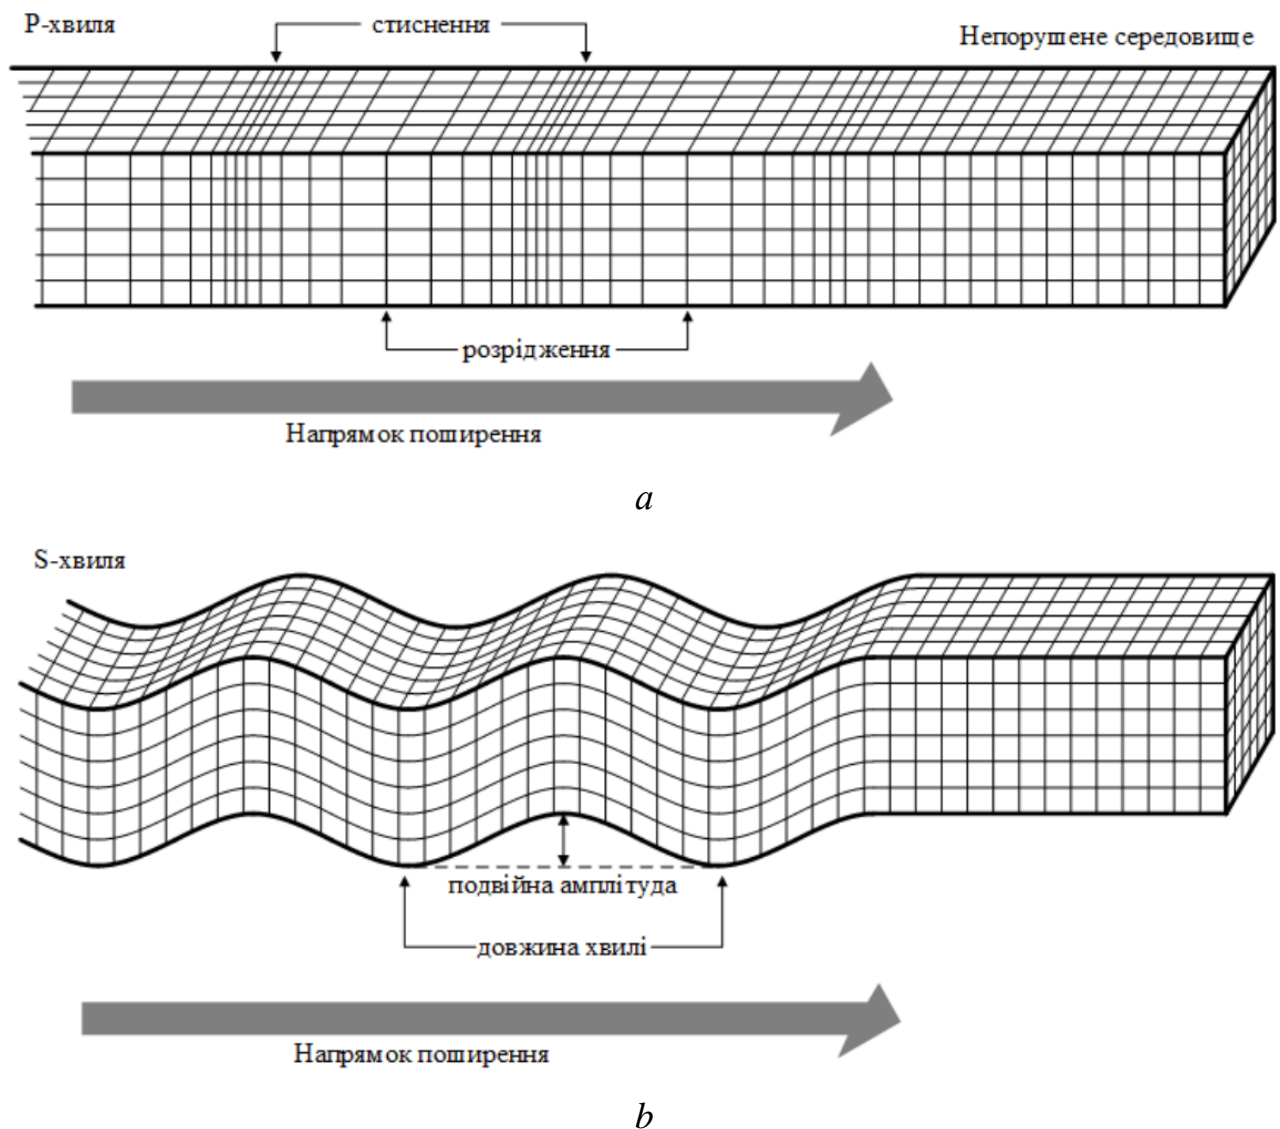 P-хвиля
стиснення
Непорушене середовище
розрідження
Напрямок поширення
a
S-хвиля
подвійна амплітуда
довжина хвилі
Напрямок поширення
b